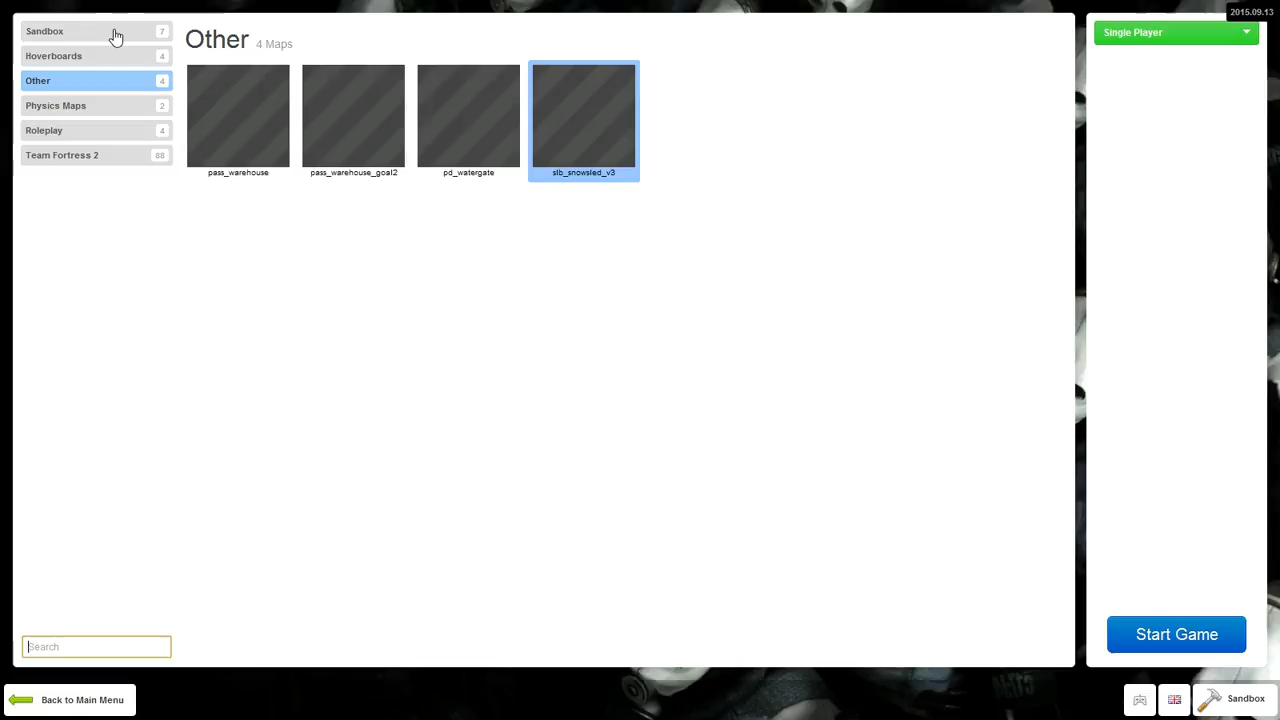 2015.09.13
Sandbox 7
Hoverboards 4
Other 4
Physics Maps 2
Roleplay 4
Team Fortress 2 88
Other 4 Maps
pass_warehouse
pass_warehouse_goal2
pd_watergate
slb_snowsled_v3
Single Player
Search
Start Game
Back to Main Menu
Sandbox